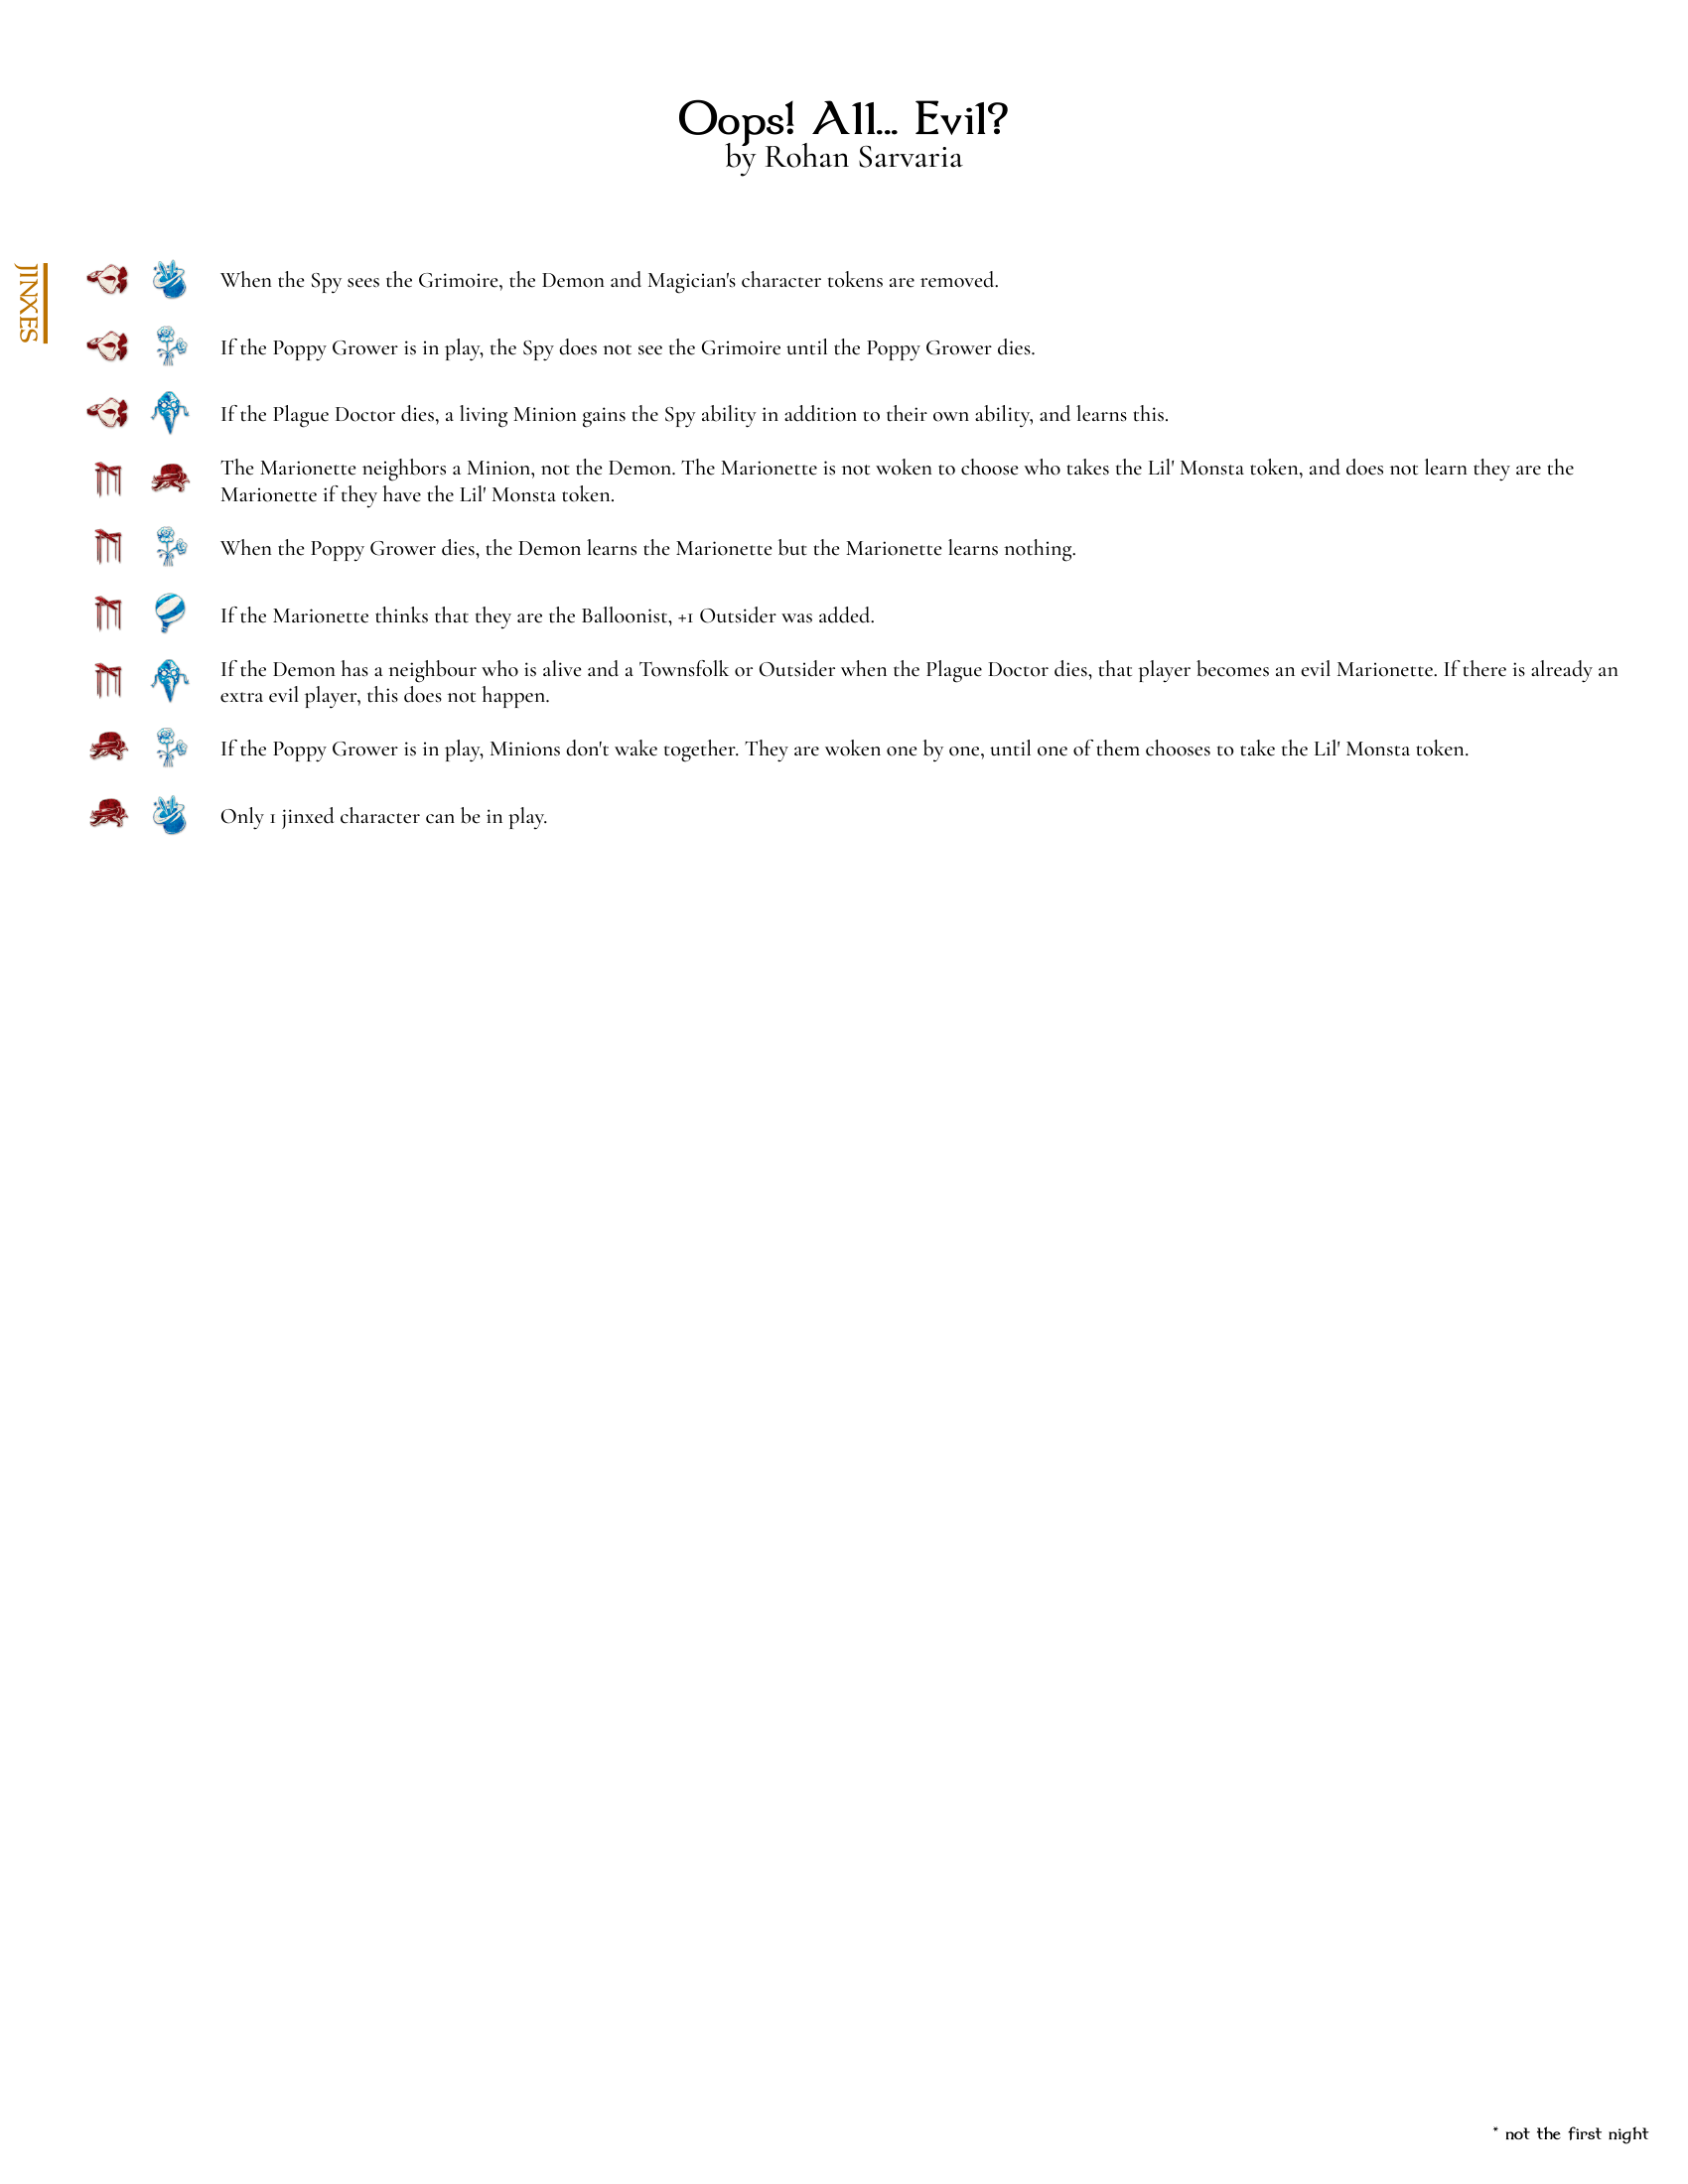 Oops! All... Evil?
by Rohan Sarvaria
JINXES
When the Spy sees the Grimoire, the Demon and Magician's character tokens are removed.
If the Poppy Grower is in play, the Spy does not see the Grimoire until the Poppy Grower dies.
If the Plague Doctor dies, a living Minion gains the Spy ability in addition to their own ability, and learns this.
The Marionette neighbors a Minion, not the Demon. The Marionette is not woken to choose who takes the Lil' Monsta token, and does not learn they are the
Marionette if they have the Lil' Monsta token.
When the Poppy Grower dies, the Demon learns the Marionette but the Marionette learns nothing.
If the Marionette thinks that they are the Balloonist, +1 Outsider was added.
If the Demon has a neighbour who is alive and a Townsfolk or Outsider when the Plague Doctor dies, that player becomes an evil Marionette. If there is already an
extra evil player, this does not happen.
If the Poppy Grower is in play, Minions don't wake together. They are woken one by one, until one of them chooses to take the Lil' Monsta token.
Only 1 jinxed character can be in play.
* not the first night